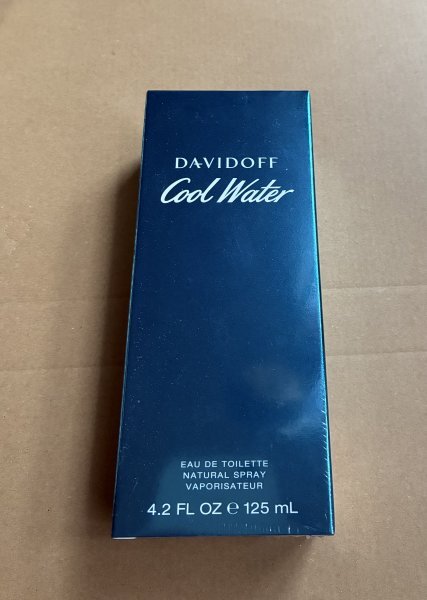 DAVIDOFF
Cool Water
EAU DE TOILETTE
NATURAL SPRAY
VAPORISATEUR
4.2 FL OZ ℮ 125 mL